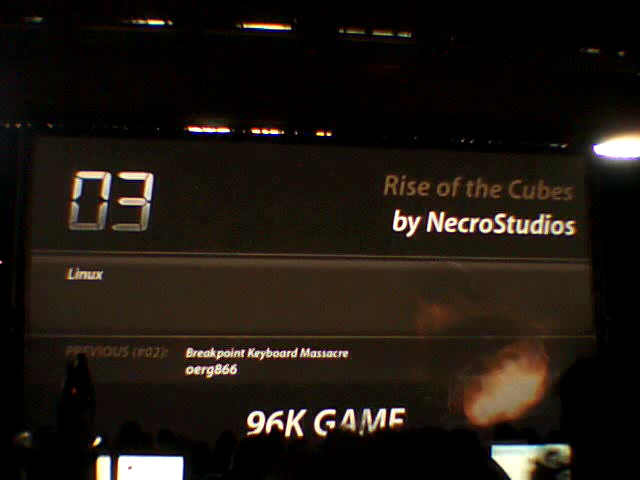 03
Rise of the Cubes
by NecroStudios
Linux
PREVIOUS (#02): Breakpoint Keyboard Massacre
oerg866
96K GAME